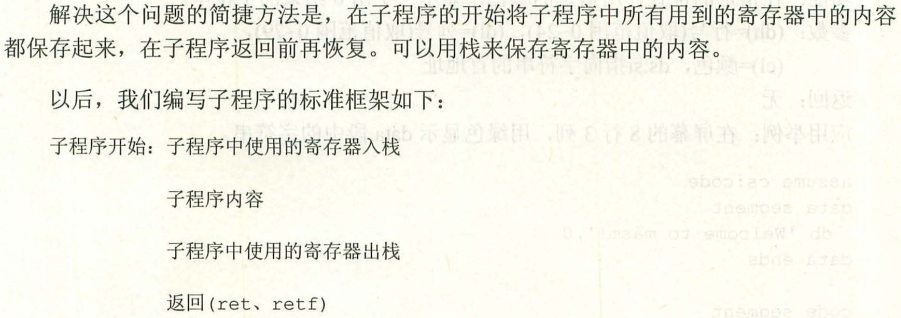 解决这个问题的简捷方法是，在子程序的开始将子程序中所有用到的寄存器中的内容
都保存起来，在子程序返回前再恢复。可以用栈来保存寄存器中的内容。
以后，我们编写子程序的标准框架如下：
子程序开始：子程序中使用的寄存器入栈
子程序内容
子程序中使用的寄存器出栈
返回(ret、retf)